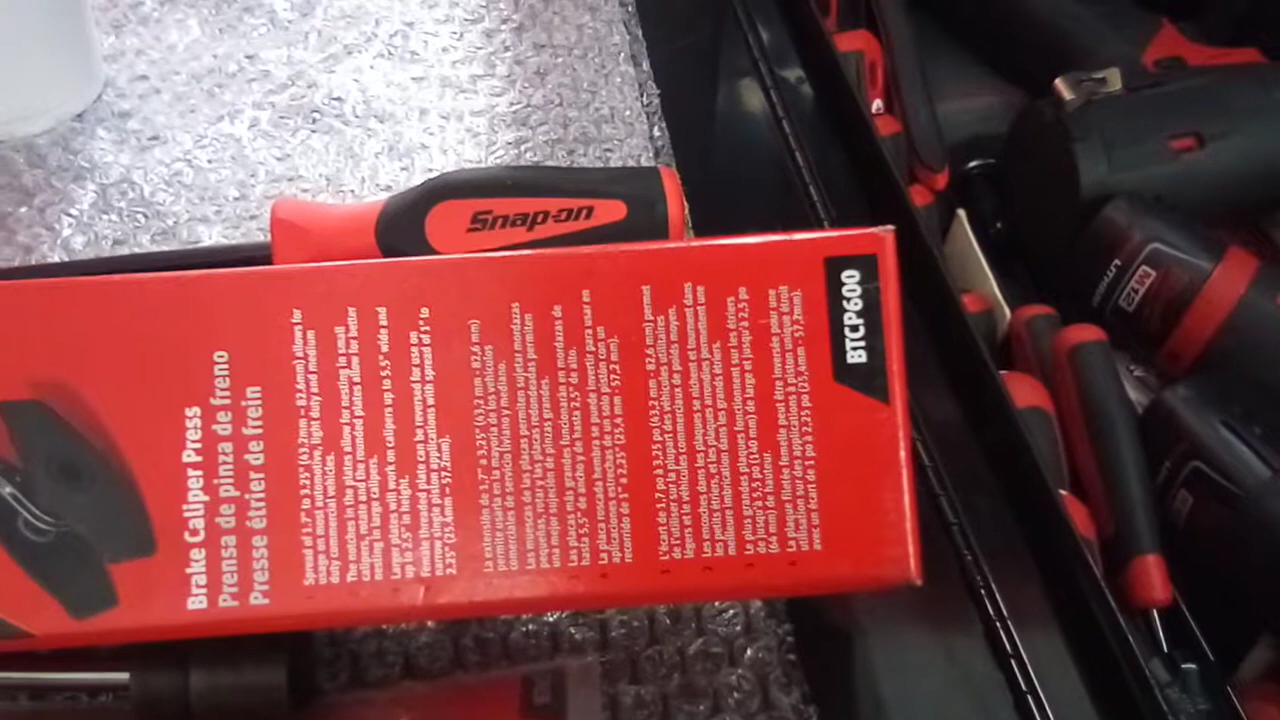 Snap-on
BTCP600
Brake Caliper Press
Prensa de pinza de freno
Presse étrier de frein
Spread of 1.7" to 3.25" (43,2mm – 82,6mm) allows for
usage on most automotive, light duty and medium
duty commercial vehicles.
The notches in the plates allow for nesting in small
calipers, rotate and the rounded plates allow for better
nesting in large calipers.
Larger plates will work on calipers up to 5.5" wide and
up to 2.5" in height.
Female threaded plate can be reversed for use on
narrow single piston applications with spread of 1" to
2.25" (25,4mm - 57,2mm).
La extensión de 1,7" a 3,25" (43,2 mm - 82,6 mm)
permite usarla en la mayoría de los vehículos
comerciales de servicio liviano y mediano.
Las muescas de las placas permiten sujetar mordazas
pequeñas, rotar y las placas redondeadas permiten
una mejor sujeción de pinzas grandes.
Las placas más grandes funcionarán en mordazas de
hasta 5,5" de ancho y de hasta 2,5" de alto.
La placa roscada hembra se puede invertir para usar en
aplicaciones estrechas de un solo pistón con un
recorrido de 1" a 2,25" (25,4 mm - 57,2 mm).
L'écart de 1,7 po à 3,25 po (43,2 mm - 82,6 mm) permet
de l'utiliser sur la plupart des véhicules utilitaires
légers et les véhicules commerciaux de poids moyen.
Les encoches dans les plaques se nichent et tournent dans
les petits étriers, et les plaques arrondies permettent une
meilleure imbrication dans les grands étriers.
Le plus grandes plaques fonctionnent sur les étriers
de jusqu'à 5,5 po (140 mm) de large et jusqu'à 2,5 po
(64 mm) de hauteur.
La plaque filetée femelle peut être inversée pour une
utilisation sur des applications à piston unique étroit
avec un écart de 1 po à 2,25 po (25,4mm - 57,2mm).
M12